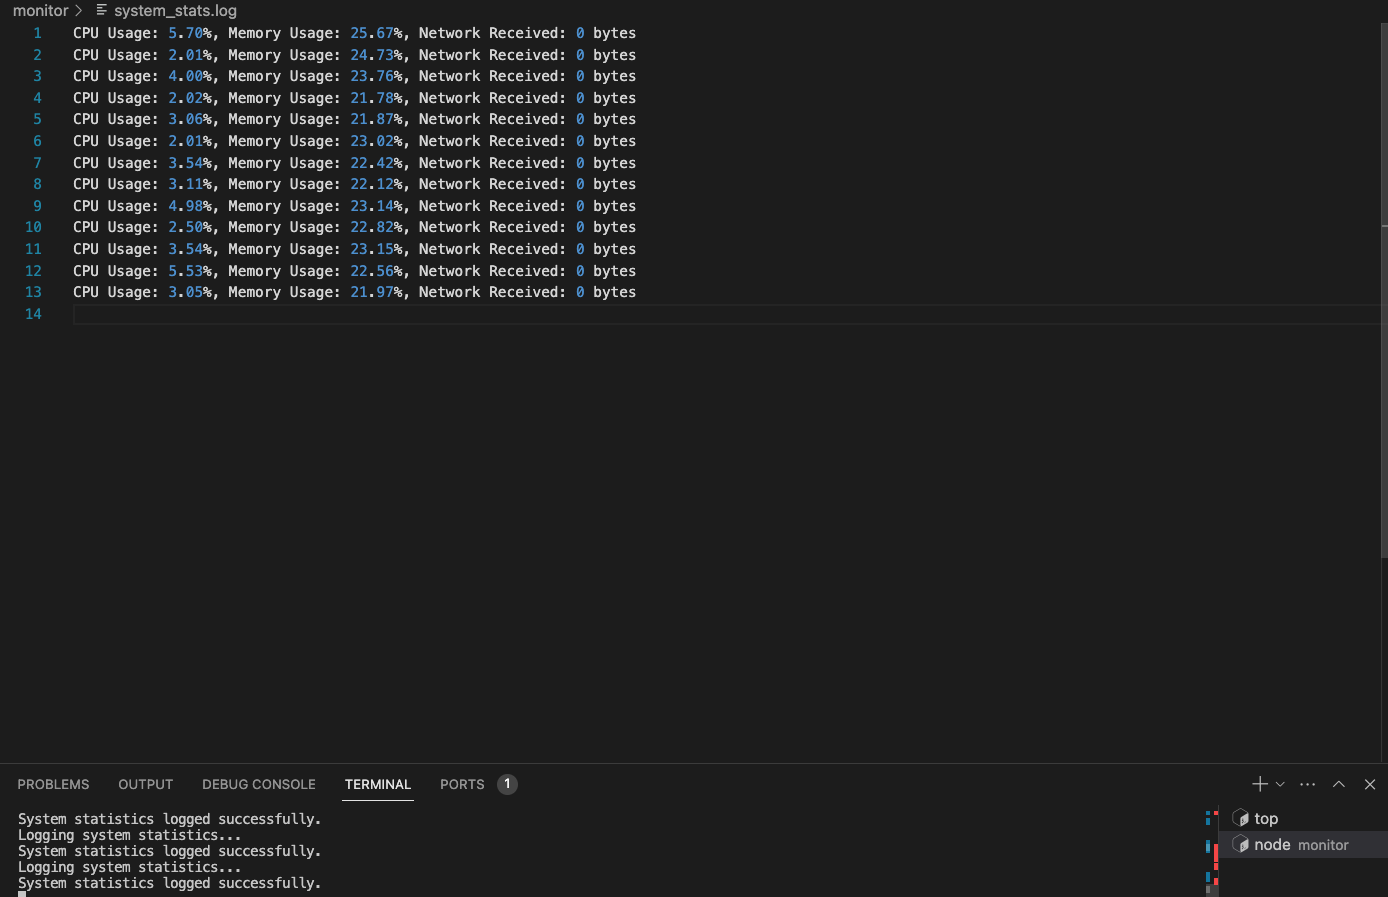 monitor > system_stats.log
1 CPU Usage: 5.70%, Memory Usage: 25.67%, Network Received: 0 bytes
2 CPU Usage: 2.01%, Memory Usage: 24.73%, Network Received: 0 bytes
3 CPU Usage: 4.00%, Memory Usage: 23.76%, Network Received: 0 bytes
4 CPU Usage: 2.02%, Memory Usage: 21.78%, Network Received: 0 bytes
5 CPU Usage: 3.06%, Memory Usage: 21.87%, Network Received: 0 bytes
6 CPU Usage: 2.01%, Memory Usage: 23.02%, Network Received: 0 bytes
7 CPU Usage: 3.54%, Memory Usage: 22.42%, Network Received: 0 bytes
8 CPU Usage: 3.11%, Memory Usage: 22.12%, Network Received: 0 bytes
9 CPU Usage: 4.98%, Memory Usage: 23.14%, Network Received: 0 bytes
10 CPU Usage: 2.50%, Memory Usage: 22.82%, Network Received: 0 bytes
11 CPU Usage: 3.54%, Memory Usage: 23.15%, Network Received: 0 bytes
12 CPU Usage: 5.53%, Memory Usage: 22.56%, Network Received: 0 bytes
13 CPU Usage: 3.05%, Memory Usage: 21.97%, Network Received: 0 bytes
14
PROBLEMS OUTPUT DEBUG CONSOLE TERMINAL PORTS 1
System statistics logged successfully.
Logging system statistics...
System statistics logged successfully.
Logging system statistics...
System statistics logged successfully.
top
node monitor